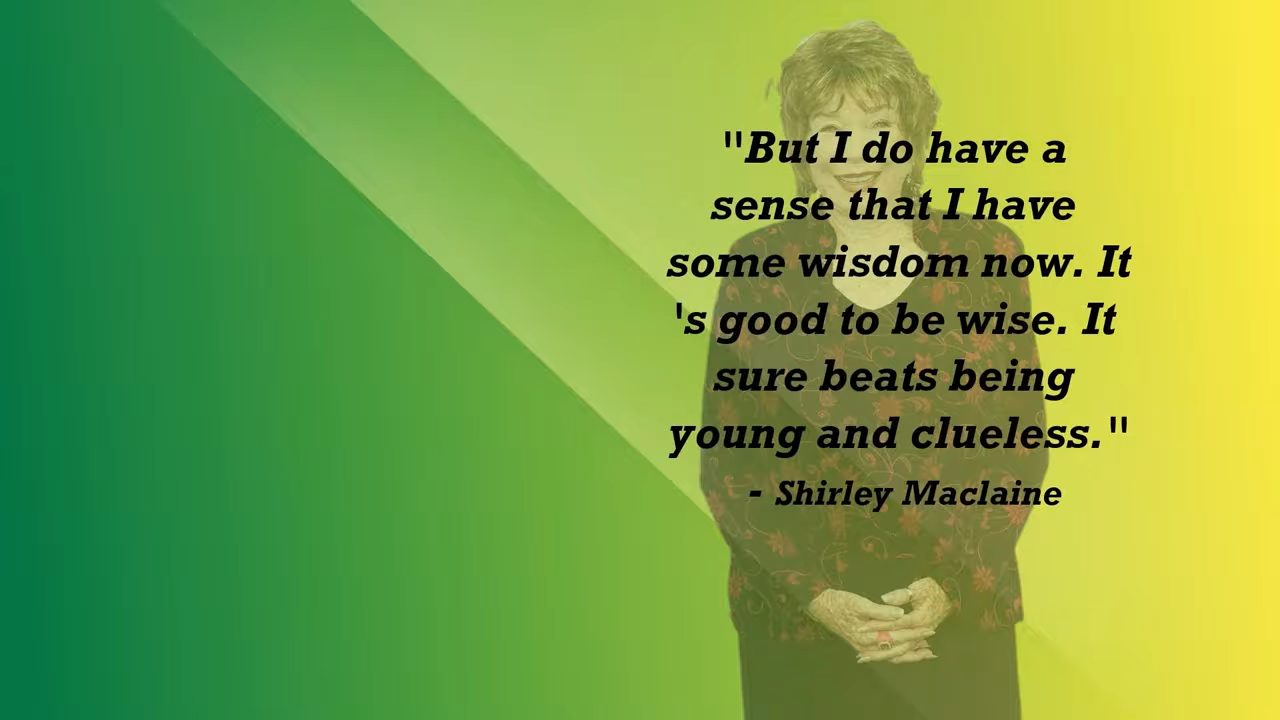 "But I do have a
sense that I have
some wisdom now. It
's good to be wise. It
sure beats being
young and clueless."
- Shirley Maclaine